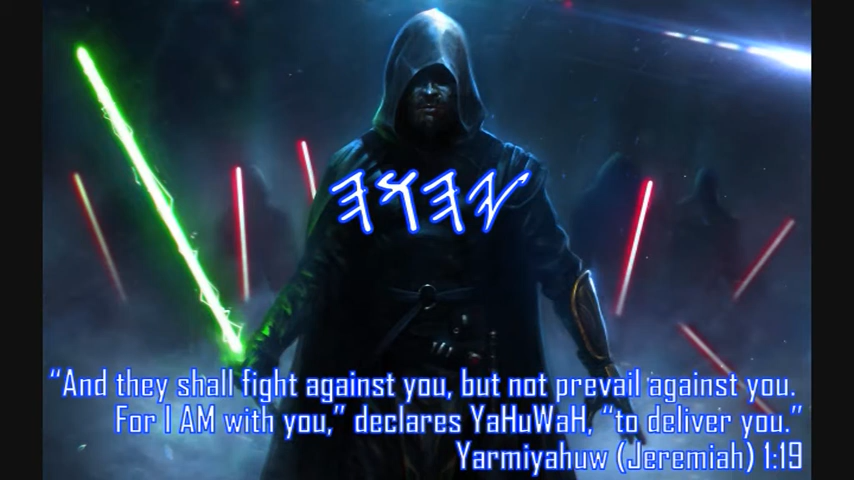 𐤉𐤄𐤅𐤄
“And they shall fight against you, but not prevail against you.
For I AM with you,” declares YaHuWaH, “to deliver you.”
Yarmiyahuw (Jeremiah) 1:19